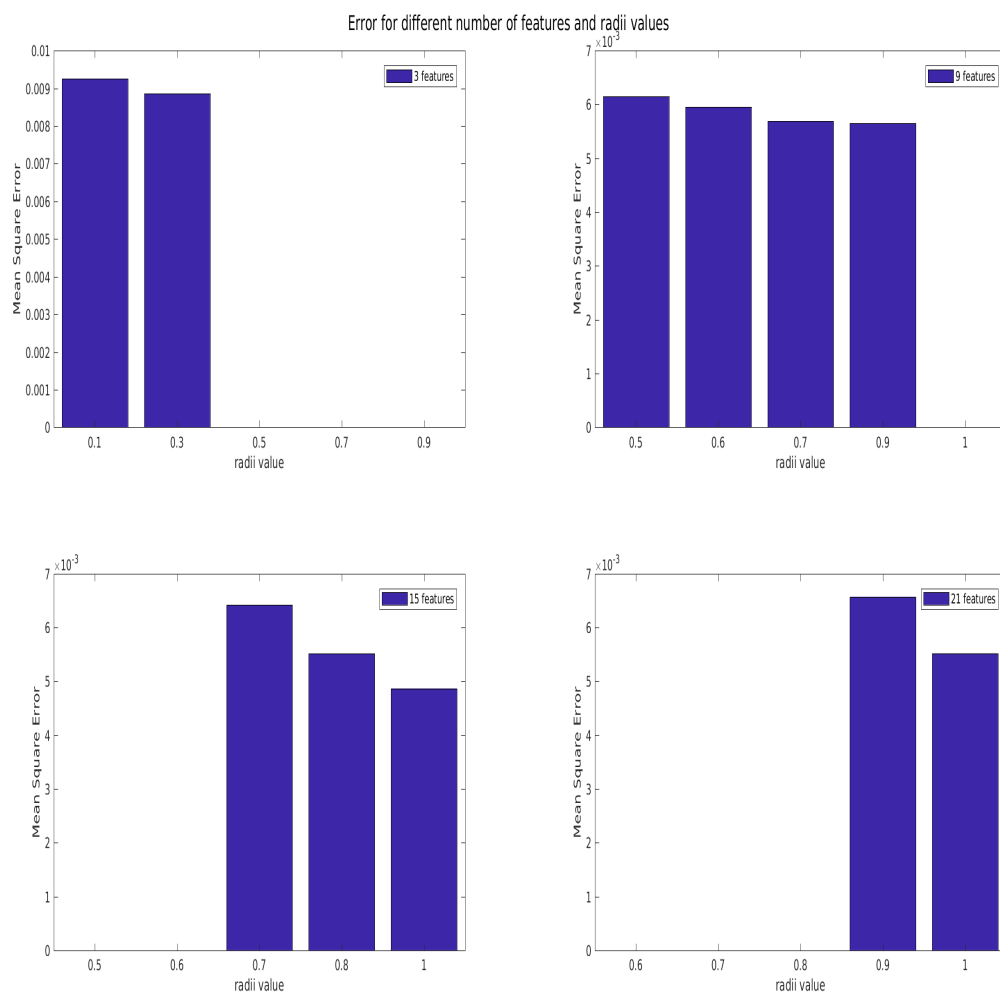 Error for different number of features and radii values
0.01
0.009
0.008
0.007
0.006
0.005
0.004
0.003
0.002
0.001
0
Mean Square Error
3 features
0.1 0.3 0.5 0.7 0.9
radii value
×10-3
7
6
5
4
3
2
1
0
Mean Square Error
9 features
0.5 0.6 0.7 0.9 1
radii value
×10-3
7
6
5
4
3
2
1
0
Mean Square Error
15 features
0.5 0.6 0.7 0.8 1
radii value
×10-3
7
6
5
4
3
2
1
0
Mean Square Error
21 features
0.6 0.7 0.8 0.9 1
radii value